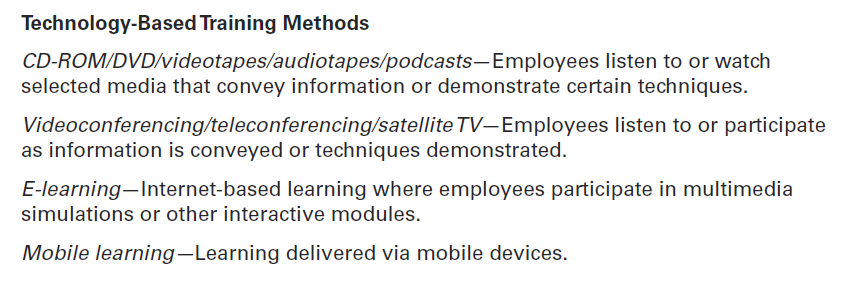 Technology-Based Training Methods
CD-ROM/DVD/videotapes/audiotapes/podcasts—Employees listen to or watch
selected media that convey information or demonstrate certain techniques.
Videoconferencing/teleconferencing/satellite TV—Employees listen to or participate
as information is conveyed or techniques demonstrated.
E-learning—Internet-based learning where employees participate in multimedia
simulations or other interactive modules.
Mobile learning—Learning delivered via mobile devices.